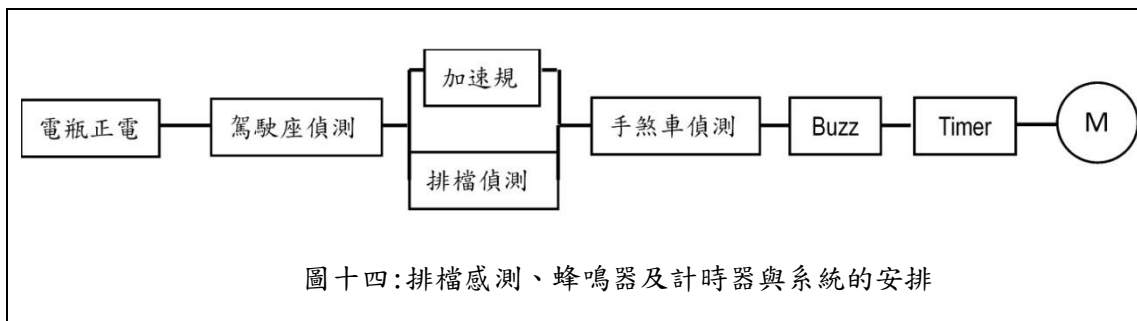 加速規
電瓶正電
駕駛座偵測
手煞車偵測
Buzz
Timer
M
排檔偵測
圖十四:排檔感測、蜂鳴器及計時器與系統的安排